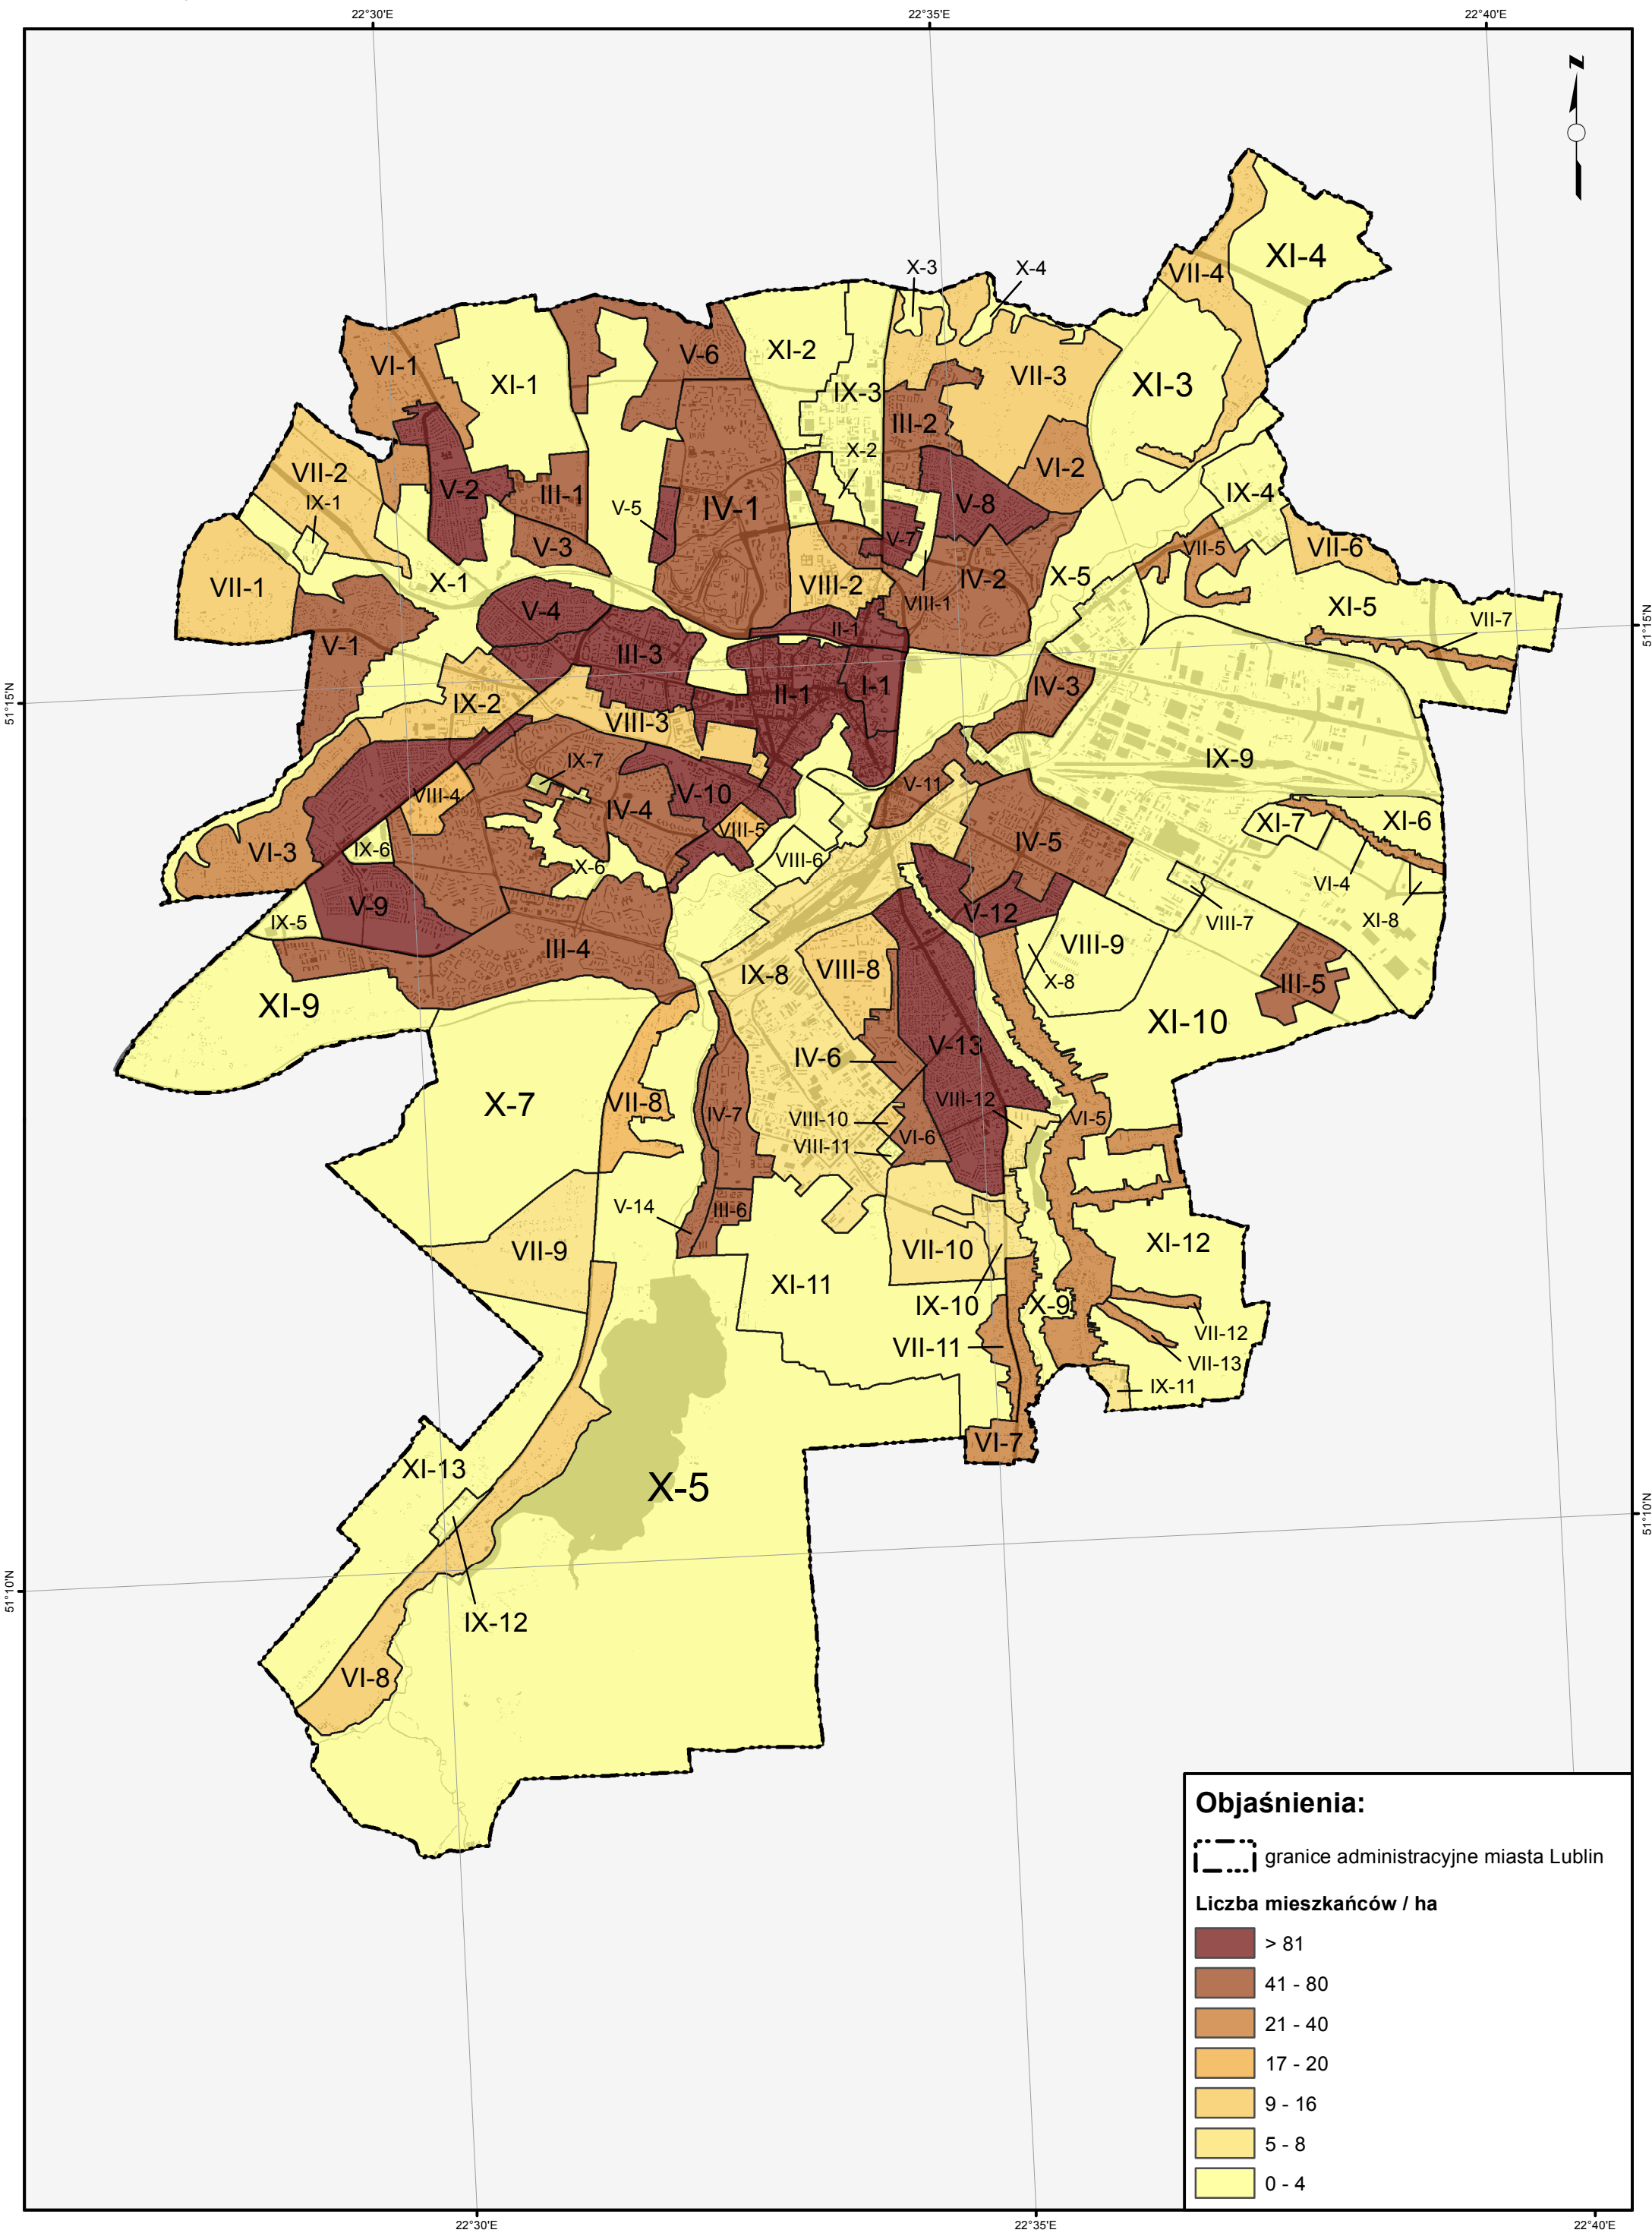 22°30'E 22°35'E 22°40'E
N
XI-4
X-3 X-4 VII-4
VI-1 V-6 XI-2 VII-3 XI-3
XI-1 IX-3
III-2
X-2 VI-2
VII-2 V-2 III-1 V-8 IX-4
IX-1 V-5 IV-1
V-3 V-7 VII-5 VII-6
VII-1 X-1 VIII-2 IV-2 X-5
VIII-1 XI-5
V-4 II-1 VII-7
51°15'N
V-1 III-3
II-1 I-1 IV-3
51°15'N
IX-2 VIII-3
IX-7 IX-9
VIII-4 IV-4 V-10 V-11
VIII-5 IV-5 XI-7 XI-6
VI-3 IX-6 X-6 VIII-6
VI-4
V-9 V-12 XI-8
IX-5 VIII-7
III-4 VIII-9
IX-8 VIII-8 X-8 III-5
XI-9 XI-10
IV-6 V-13
X-7 VII-8 IV-7 VIII-12
VIII-10 VI-5
VIII-11 VI-6
V-14 III-6
VII-9 VII-10 XI-12
XI-11
IX-10 X-9
VII-11 VII-12
VII-13
IX-11
VI-7
XI-13
X-5
51°10'N
51°10'N
IX-12
VI-8
Objaśnienia:
granice administracyjne miasta Lublin
Liczba mieszkańców / ha
> 81
41 - 80
21 - 40
17 - 20
9 - 16
5 - 8
0 - 4
22°30'E 22°35'E 22°40'E